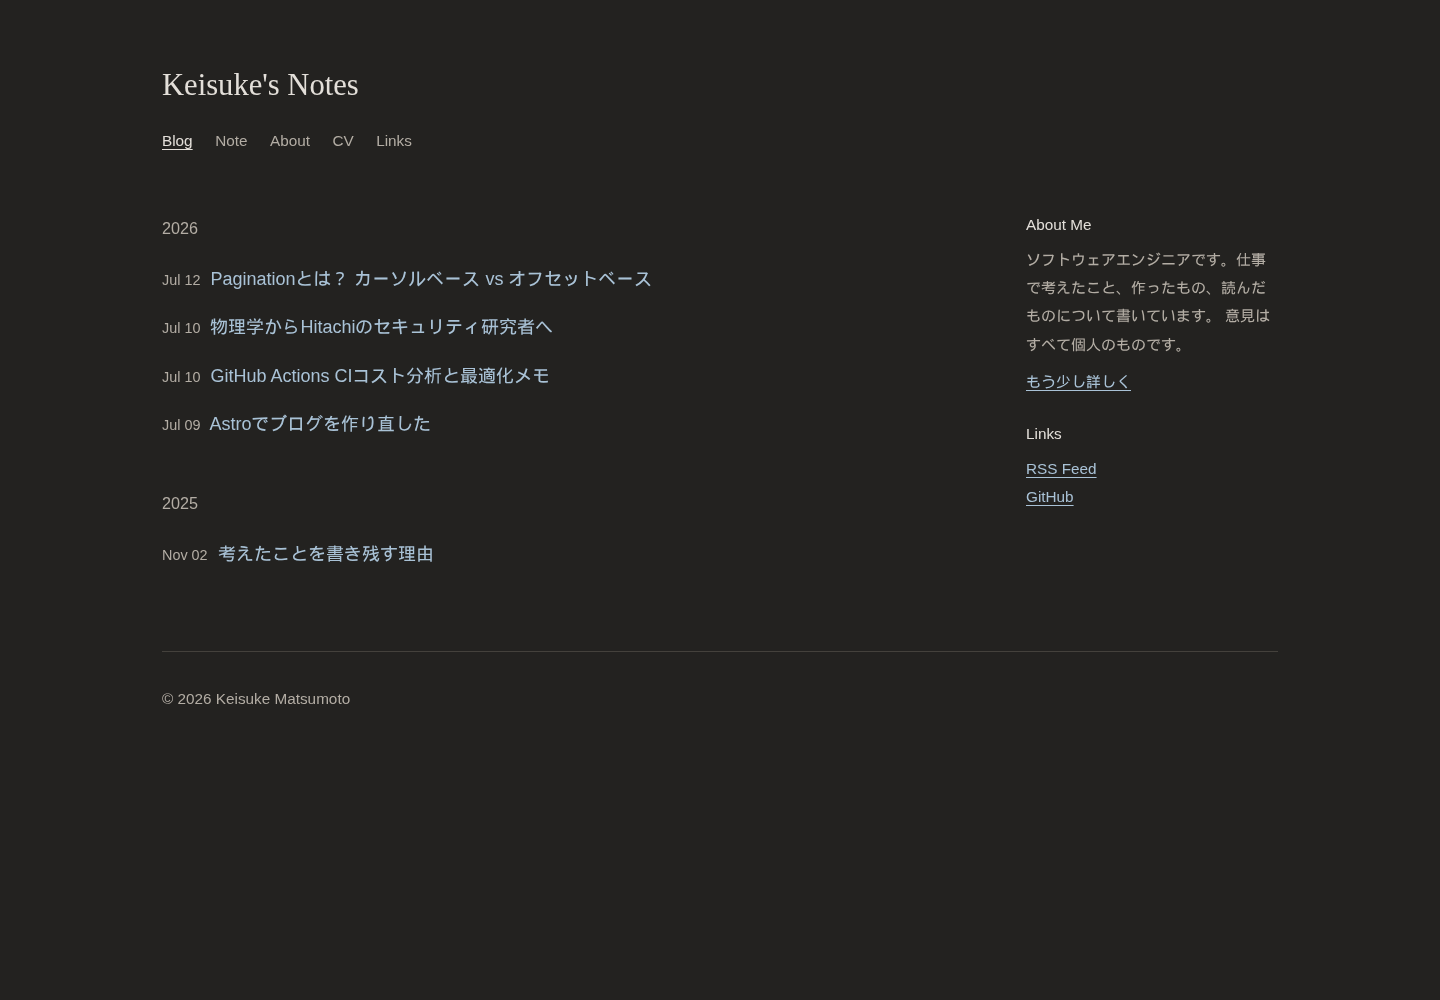 Keisuke's Notes
Blog Note About CV Links
2026
Jul 12 Paginationとは？ カーソルベース vs オフセットベース
Jul 10 物理学からHitachiのセキュリティ研究者へ
Jul 10 GitHub Actions CIコスト分析と最適化メモ
Jul 09 Astroでブログを作り直した
2025
Nov 02 考えたことを書き残す理由
About Me
ソフトウェアエンジニアです。仕事
で考えたこと、作ったもの、読んだ
ものについて書いています。 意見は
すべて個人のものです。
もう少し詳しく
Links
RSS Feed
GitHub
© 2026 Keisuke Matsumoto